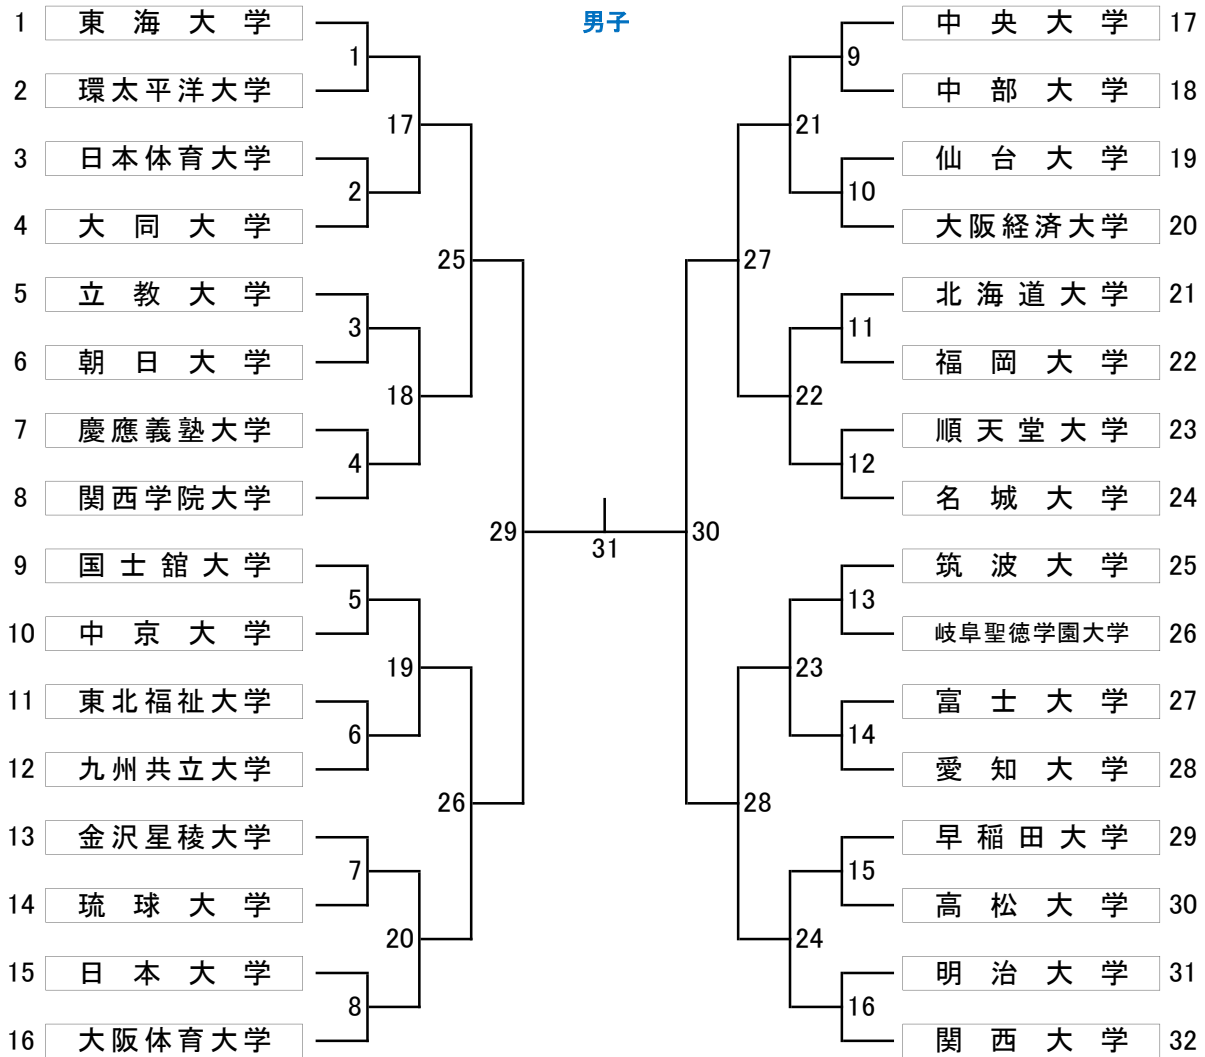 男子
1 東海大学
2 環太平洋大学
3 日本体育大学
4 大同大学
5 立教大学
6 朝日大学
7 慶應義塾大学
8 関西学院大学
9 国士舘大学
10 中京大学
11 東北福祉大学
12 九州共立大学
13 金沢星稜大学
14 琉球大学
15 日本大学
16 大阪体育大学
1
2
3
4
5
6
7
8
17
18
19
20
25
26
29
31
30
27
28
21
22
23
24
9
10
11
12
13
14
15
16
中央大学 17
中部大学 18
仙台大学 19
大阪経済大学 20
北海道大学 21
福岡大学 22
順天堂大学 23
名城大学 24
筑波大学 25
岐阜聖徳学園大学 26
富士大学 27
愛知大学 28
早稲田大学 29
高松大学 30
明治大学 31
関西大学 32